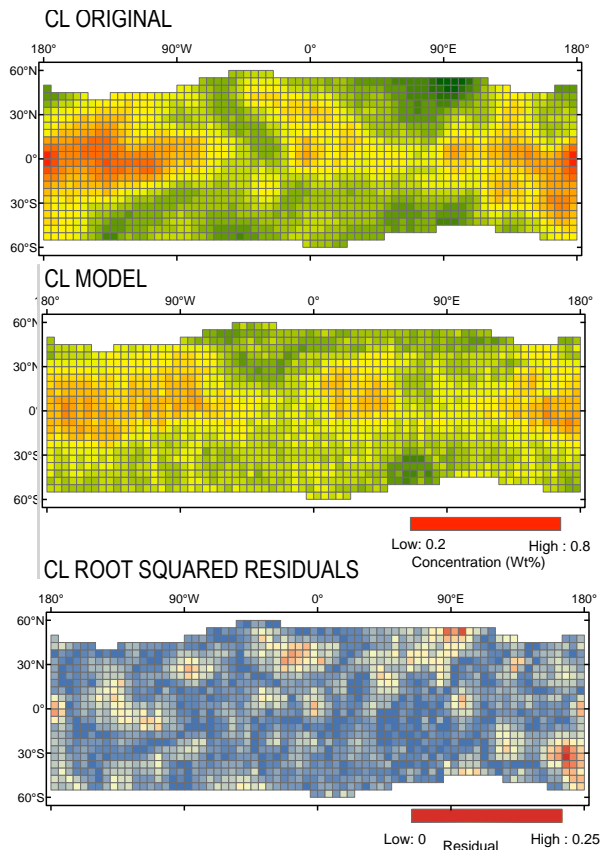 CL ORIGINAL
180° 90°W 0° 90°E 180°
60°N
30°N
0°
30°S
60°S
CL MODEL
80° 90°W 0° 90°E 180°
60°N
30°N
0°
30°S
60°S
Low: 0.2 High : 0.8
Concentration (Wt%)
CL ROOT SQUARED RESIDUALS
180° 90°W 0° 90°E 180°
60°N
30°N
0°
30°S
60°S
Low: 0 Residual High : 0.25